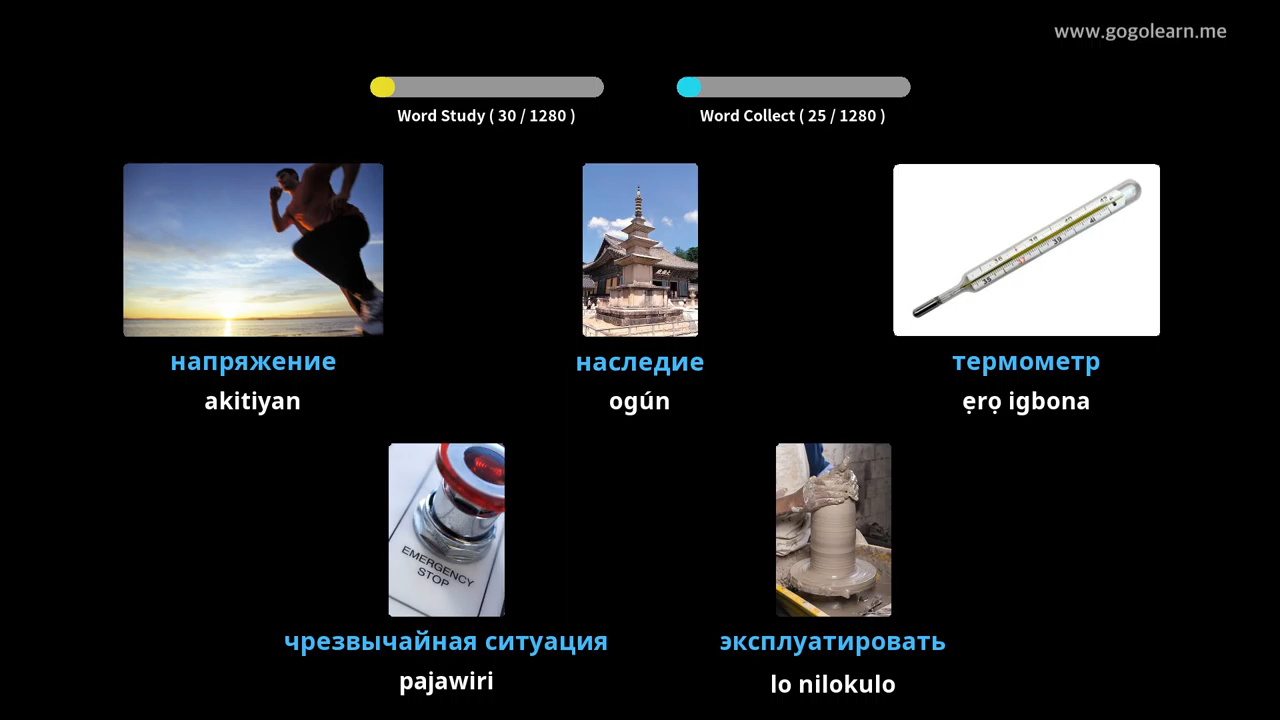 www.gogolearn.me
Word Study ( 30 / 1280 )
Word Collect ( 25 / 1280 )
напряжение
akitiyan
наследие
ogún
термометр
ẹrọ igbona
EMERGENCY
STOP
чрезвычайная ситуация
pajawiri
эксплуатировать
lo nilokulo